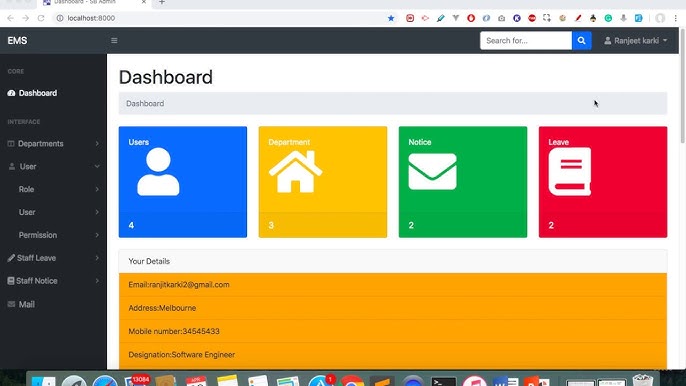 Dashboard - SB Admin
localhost:8000
EMS
Search for...
Ranjeet karki
CORE
Dashboard
INTERFACE
Departments
User
Role
User
Permission
Staff Leave
Staff Notice
Mail
Dashboard
Dashboard
Users
4
Department
3
Notice
2
Leave
2
Your Details
Email:ranjitkarki2@gmail.com
Address:Melbourne
Mobile number:34545433
Designation:Software Engineer
13084
1